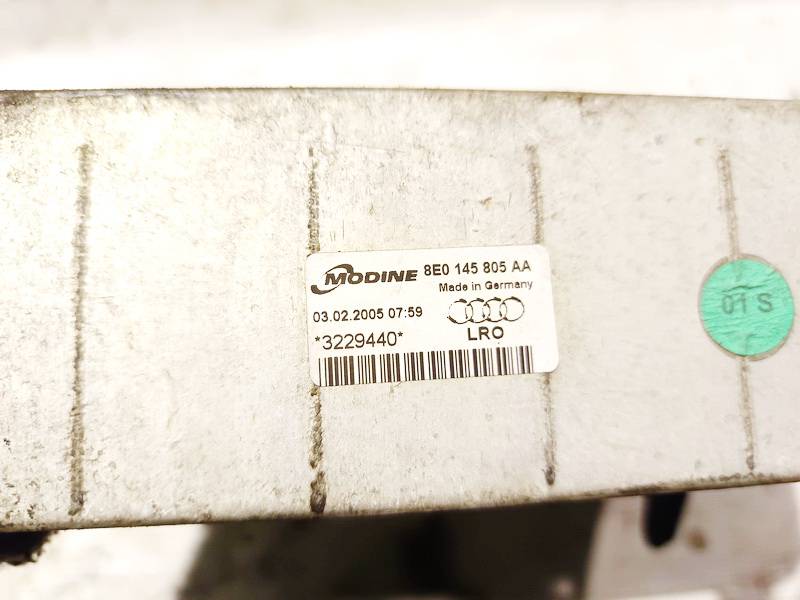 MODINE 8E0 145 805 AA
Made in Germany
03.02.2005 07:59
*3229440* LRO
01 S